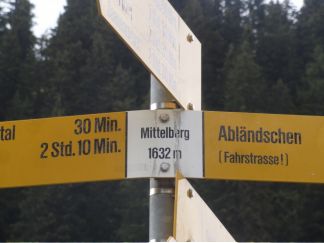 tal 30 Min.
2 Std. 10 Min.
Mittelberg
1632 m
Abländschen
(Fahrstrasse!)